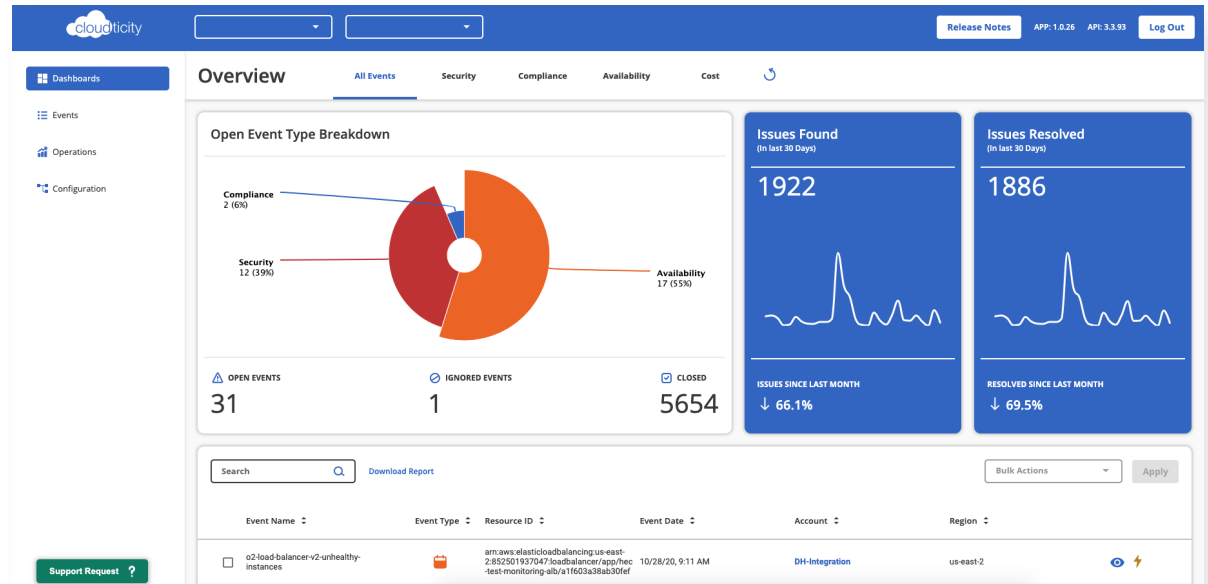 cloudticity
Release Notes
APP: 1.0.26
API: 3.3.93
Log Out
Dashboards
Events
Operations
Configuration
Overview
All Events
Security
Compliance
Availability
Cost
Open Event Type Breakdown
Compliance
2 (6%)
Security
12 (39%)
Availability
17 (55%)
OPEN EVENTS
31
IGNORED EVENTS
1
CLOSED
5654
Issues Found
(In last 30 Days)
1922
ISSUES SINCE LAST MONTH
↓ 66.1%
Issues Resolved
(In last 30 Days)
1886
RESOLVED SINCE LAST MONTH
↓ 69.5%
Search
Download Report
Bulk Actions
Apply
Event Name
Event Type
Resource ID
Event Date
Account
Region
o2-load-balancer-v2-unhealthy-
instances
arn:aws:elasticloadbalancing:us-east-
2:852501937047:loadbalancer/app/hec
-test-monitoring-alb/a1f603a38ab30fef
10/28/20, 9:11 AM
DH-Integration
us-east-2
Support Request ?